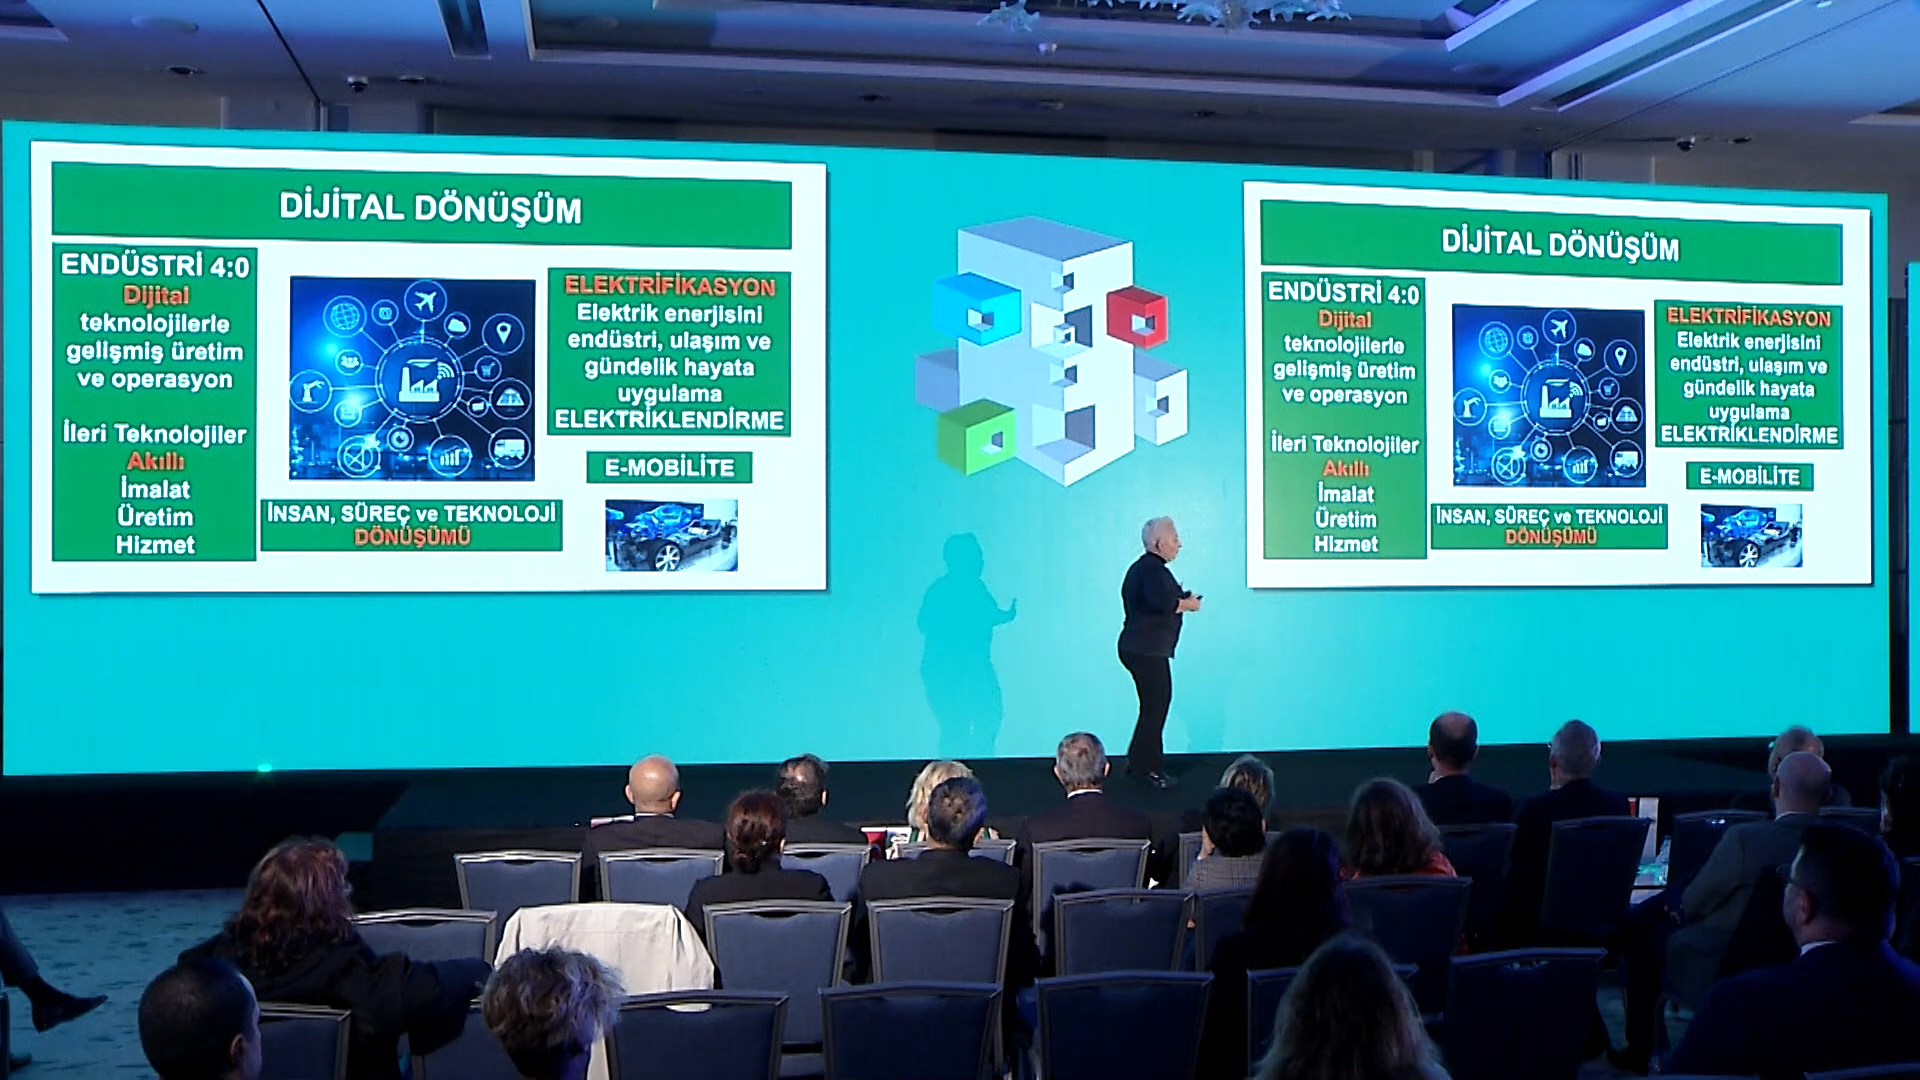 DİJİTAL DÖNÜŞÜM
ENDÜSTRİ 4:0
Dijital
teknolojilerle
gelişmiş üretim
ve operasyon
İleri Teknolojiler
Akıllı
İmalat
Üretim
Hizmet
İNSAN, SÜREÇ ve TEKNOLOJİ
DÖNÜŞÜMÜ
ELEKTRİFİKASYON
Elektrik enerjisini
endüstri, ulaşım ve
gündelik hayata
uygulama
ELEKTRİKLENDİRME
E-MOBİLİTE
DİJİTAL DÖNÜŞÜM
ENDÜSTRİ 4:0
Dijital
teknolojilerle
gelişmiş üretim
ve operasyon
İleri Teknolojiler
Akıllı
İmalat
Üretim
Hizmet
İNSAN, SÜREÇ ve TEKNOLOJİ
DÖNÜŞÜMÜ
ELEKTRİFİKASYON
Elektrik enerjisini
endüstri, ulaşım ve
gündelik hayata
uygulama
ELEKTRİKLENDİRME
E-MOBİLİTE